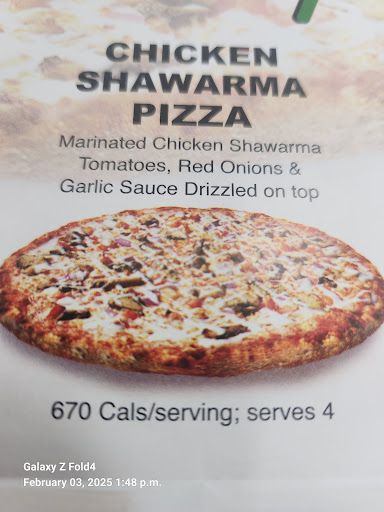 CHICKEN
SHAWARMA
PIZZA
Marinated Chicken Shawarma
Tomatoes, Red Onions &
Garlic Sauce Drizzled on top
670 Cals/serving; serves 4
Galaxy Z Fold4
February 03, 2025 1:48 p.m.